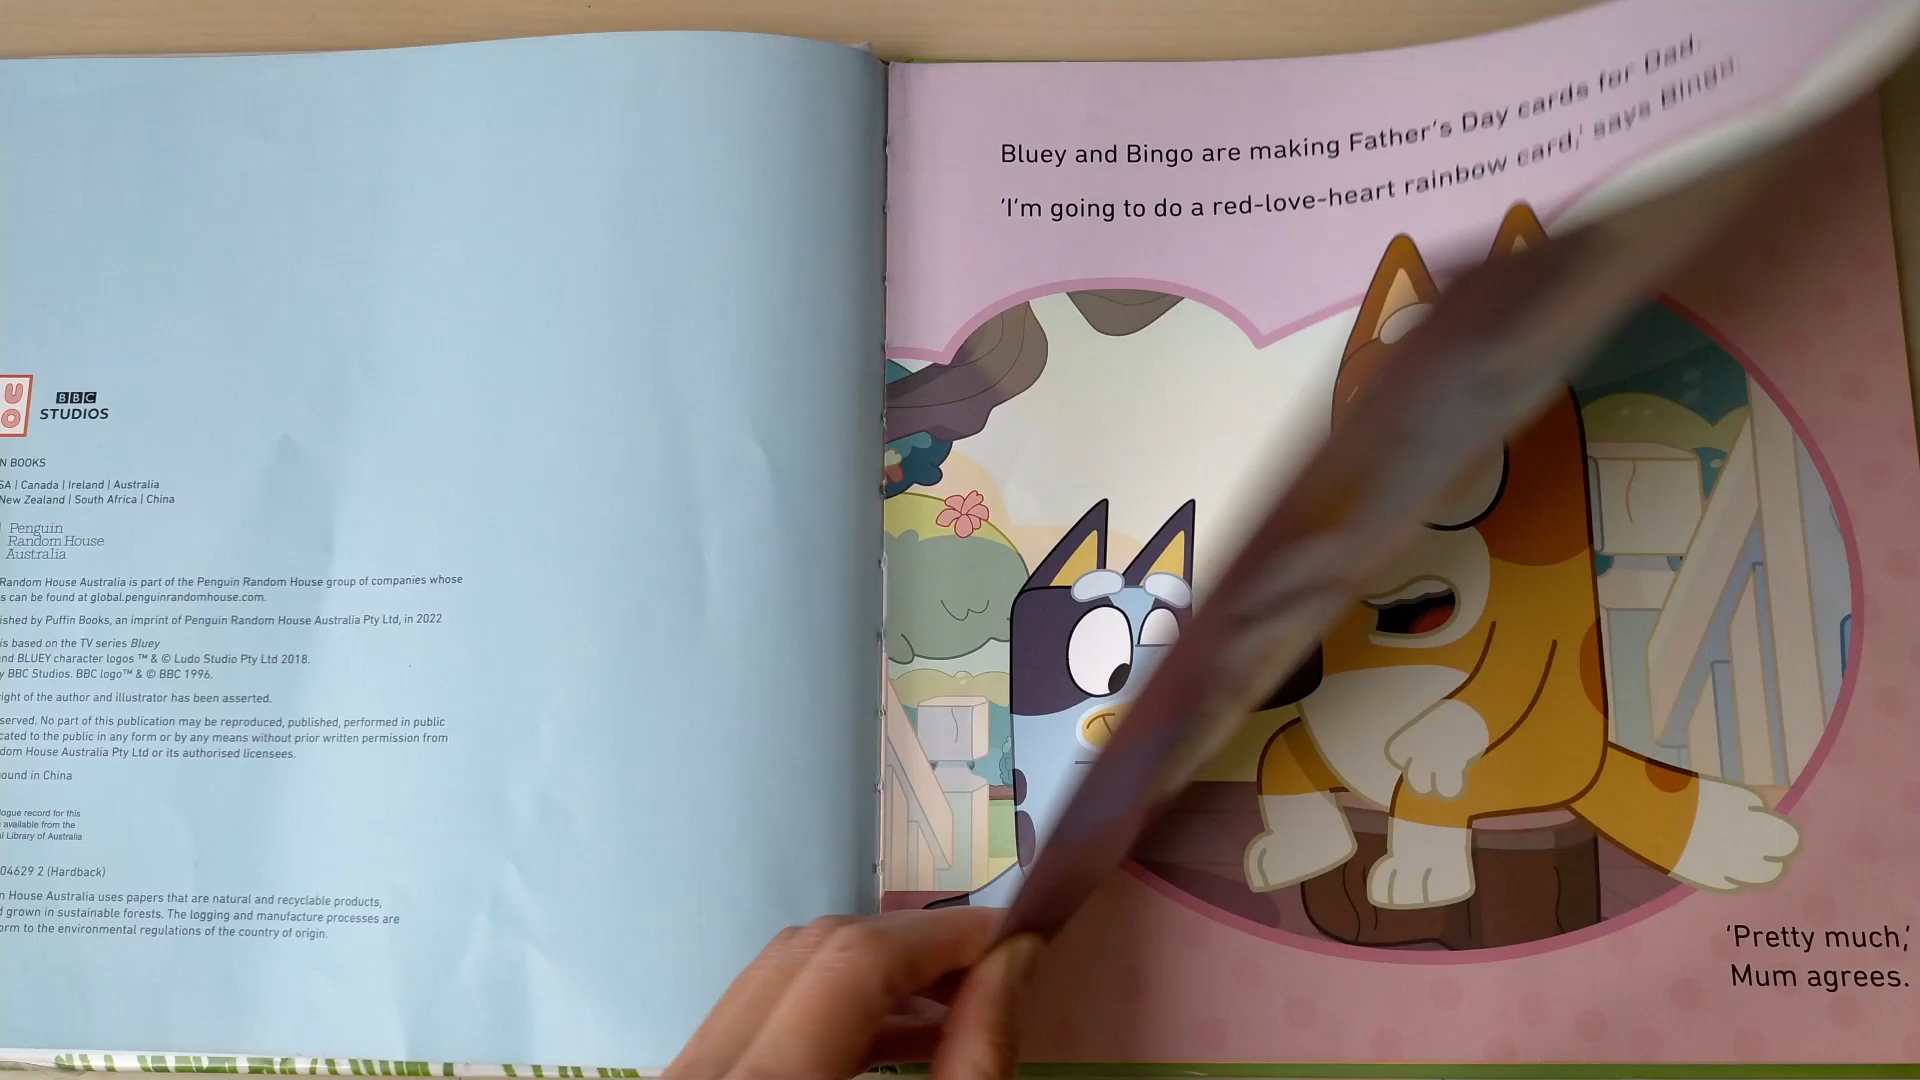 U
O
BBC
STUDIOS
N BOOKS
SA | Canada | Ireland | Australia
New Zealand | South Africa | China
Penguin
Random House
Australia
Random House Australia is part of the Penguin Random House group of companies whose
s can be found at global.penguinrandomhouse.com.
ished by Puffin Books, an imprint of Penguin Random House Australia Pty Ltd, in 2022
is based on the TV series Bluey
nd BLUEY character logos ™ & © Ludo Studio Pty Ltd 2018.
y BBC Studios. BBC logo™ & © BBC 1996.
ight of the author and illustrator has been asserted.
served. No part of this publication may be reproduced, published, performed in public
cated to the public in any form or by any means without prior written permission from
dom House Australia Pty Ltd or its authorised licensees.
ound in China
logue record for this
available from the
l Library of Australia
04629 2 (Hardback)
n House Australia uses papers that are natural and recyclable products,
d grown in sustainable forests. The logging and manufacture processes are
orm to the environmental regulations of the country of origin.
Bluey and Bingo are making Father's Day cards for Dad.
'I'm going to do a red-love-heart rainbow card,' says Bingo.
'Pretty much,'
Mum agrees.